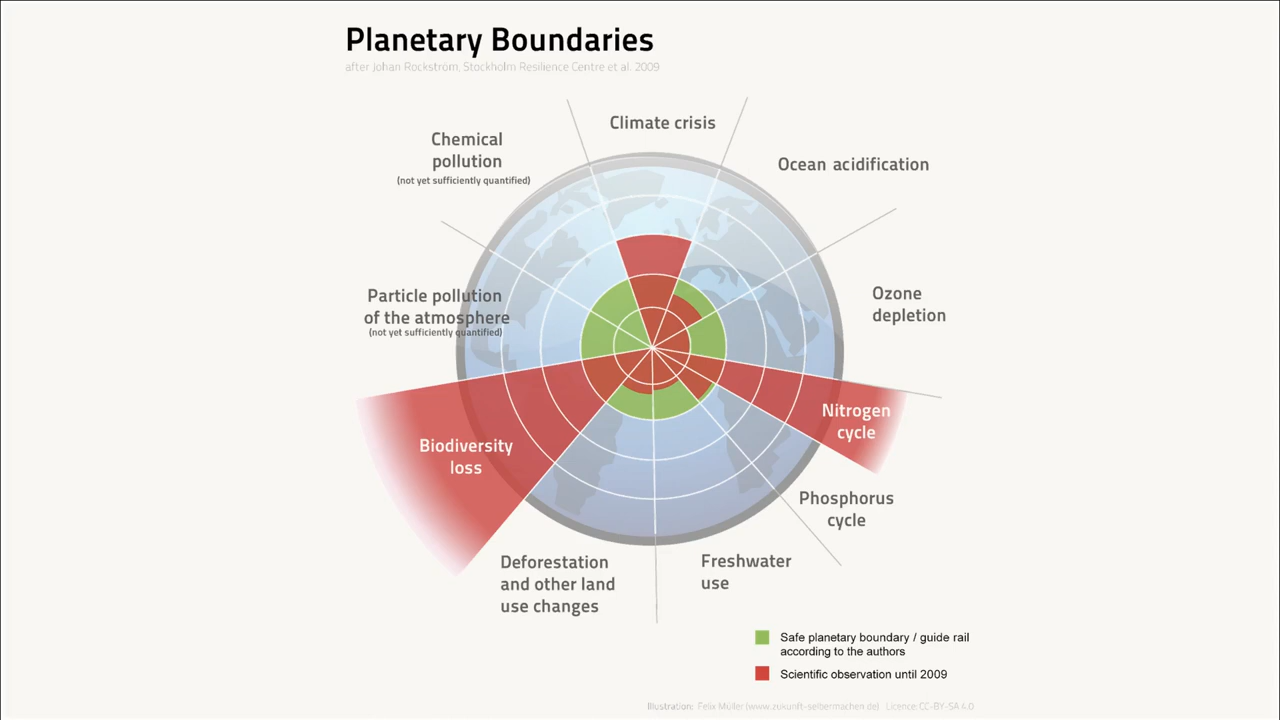 Planetary Boundaries
after Johan Rockström, Stockholm Resilience Centre et al. 2009
Climate crisis
Chemical
pollution
(not yet sufficiently quantified)
Ocean acidification
Particle pollution
of the atmosphere
(not yet sufficiently quantified)
Ozone
depletion
Nitrogen
cycle
Biodiversity
loss
Phosphorus
cycle
Deforestation
and other land
use changes
Freshwater
use
Safe planetary boundary / guide rail
according to the authors
Scientific observation until 2009
Illustration: Felix Müller (www.zukunft-selbermachen.de) Licence CC-BY-SA 4.0